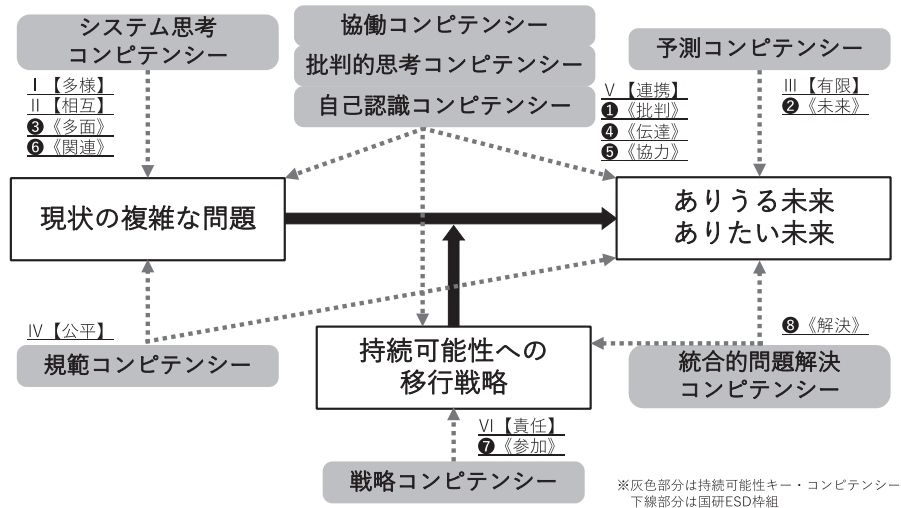 システム思考
コンピテンシー
協働コンピテンシー
批判的思考コンピテンシー
自己認識コンピテンシー
予測コンピテンシー
Ⅰ【多様】
Ⅱ【相互】
❸《多面》
❻《関連》
Ⅴ【連携】
❶《批判》
❹《伝達》
❺《協力》
Ⅲ【有限】
❷《未来》
現状の複雑な問題
ありうる未来
ありたい未来
Ⅳ【公平】
規範コンピテンシー
持続可能性への
移行戦略
❽《解決》
統合的問題解決
コンピテンシー
Ⅵ【責任】
❼《参加》
戦略コンピテンシー
※灰色部分は持続可能性キー・コンピテンシー
下線部分は国研ESD枠組